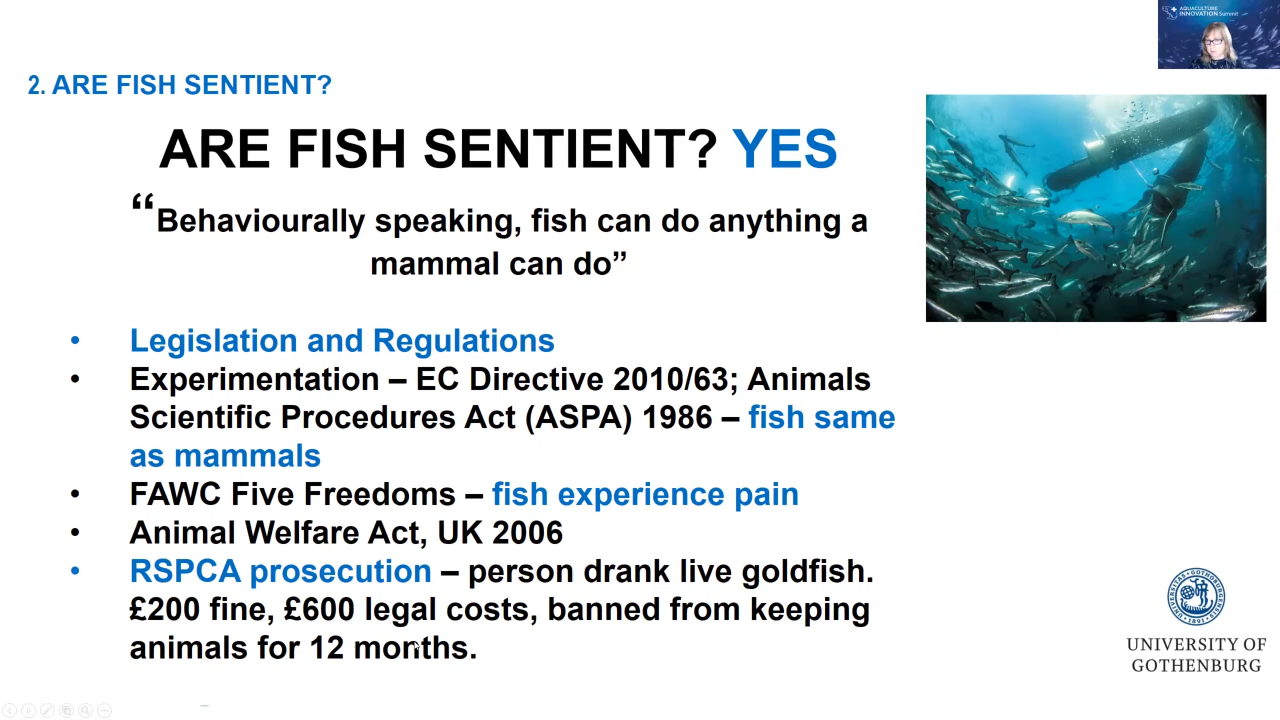 AQUACULTURE
INNOVATION Summit
2. ARE FISH SENTIENT?
ARE FISH SENTIENT? YES
“Behaviourally speaking, fish can do anything a
mammal can do”
• Legislation and Regulations
• Experimentation – EC Directive 2010/63; Animals
Scientific Procedures Act (ASPA) 1986 – fish same
as mammals
• FAWC Five Freedoms – fish experience pain
• Animal Welfare Act, UK 2006
• RSPCA prosecution – person drank live goldfish.
£200 fine, £600 legal costs, banned from keeping
animals for 12 months.
UNIVERSITY OF
GOTHENBURG